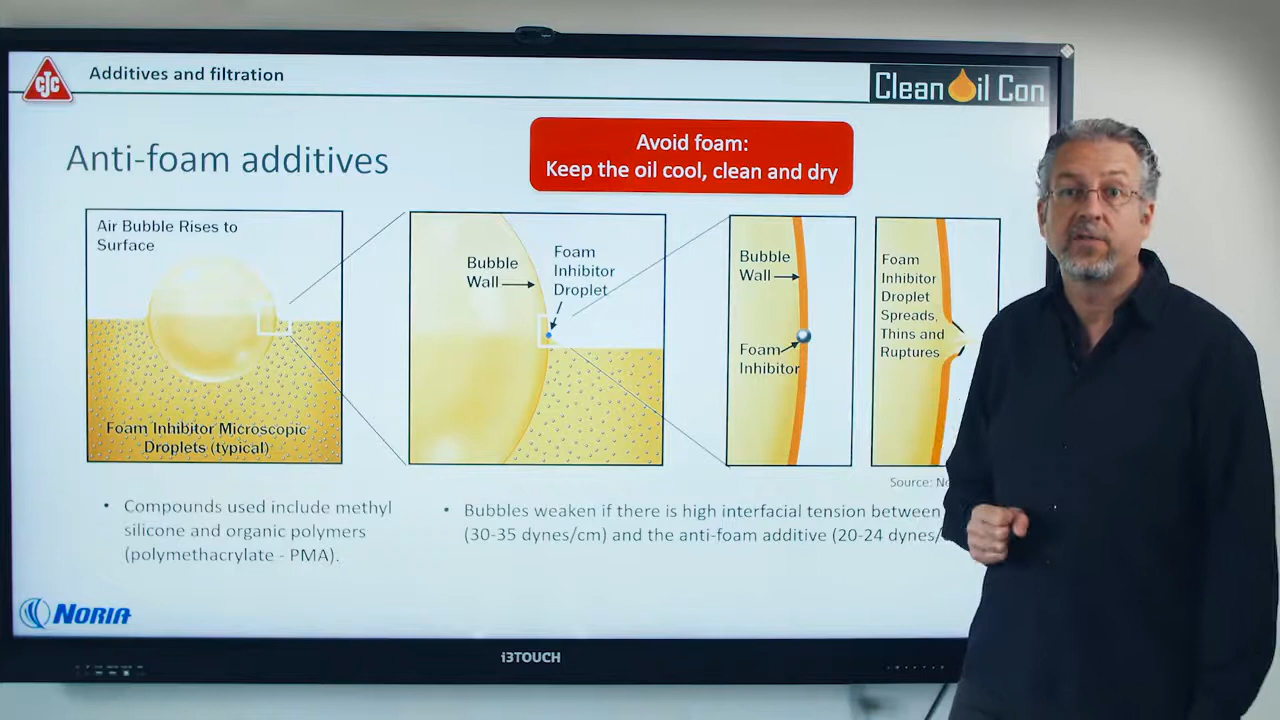 CJC
Additives and filtration
Clean Oil Con
Anti-foam additives
Avoid foam:
Keep the oil cool, clean and dry
Air Bubble Rises to
Surface
Foam Inhibitor Microscopic
Droplets (typical)
Bubble
Wall
Foam
Inhibitor
Droplet
Bubble
Wall
Foam
Inhibitor
Foam
Inhibitor
Droplet
Spreads,
Thins and
Ruptures
Source:
• Compounds used include methyl
silicone and organic polymers
(polymethacrylate - PMA).
• Bubbles weaken if there is high interfacial tension between
(30-35 dynes/cm) and the anti-foam additive (20-24 dynes/
NORIA
i3TOUCH